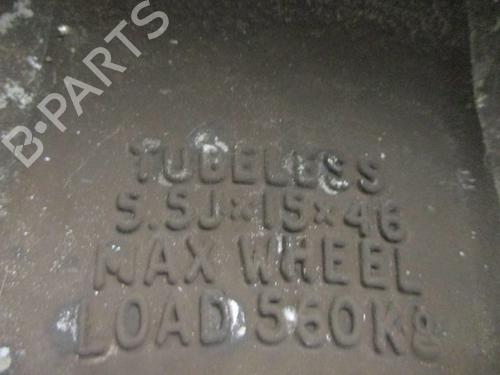 B-PARTS
TUBELESS
5.5J×15×46
MAX WHEEL
LOAD 560Kg